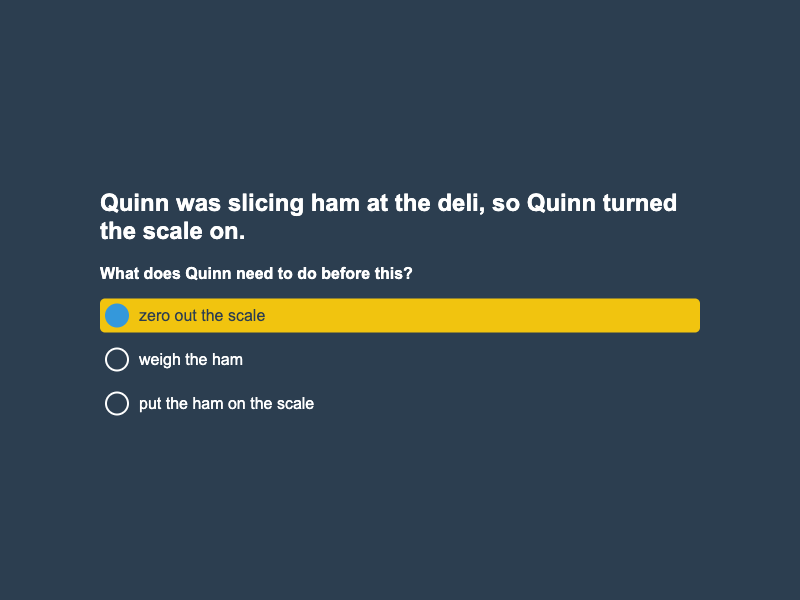 Quinn was slicing ham at the deli, so Quinn turned
the scale on.
What does Quinn need to do before this?
zero out the scale
weigh the ham
put the ham on the scale